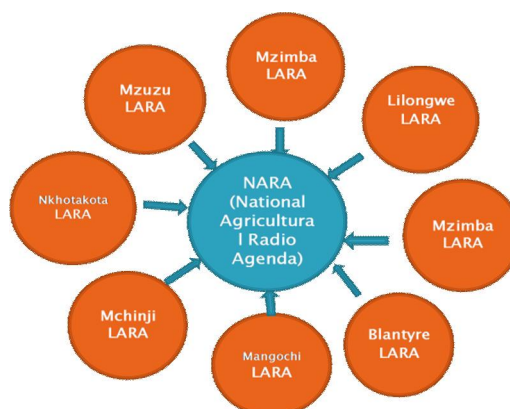 Mzimba
LARA
Mzuzu
LARA
Lilongwe
LARA
Nkhotakota
LARA
NARA
(National
Agricultura
l Radio
Agenda)
Mzimba
LARA
Mchinji
LARA
Mangochi
LARA
Blantyre
LARA